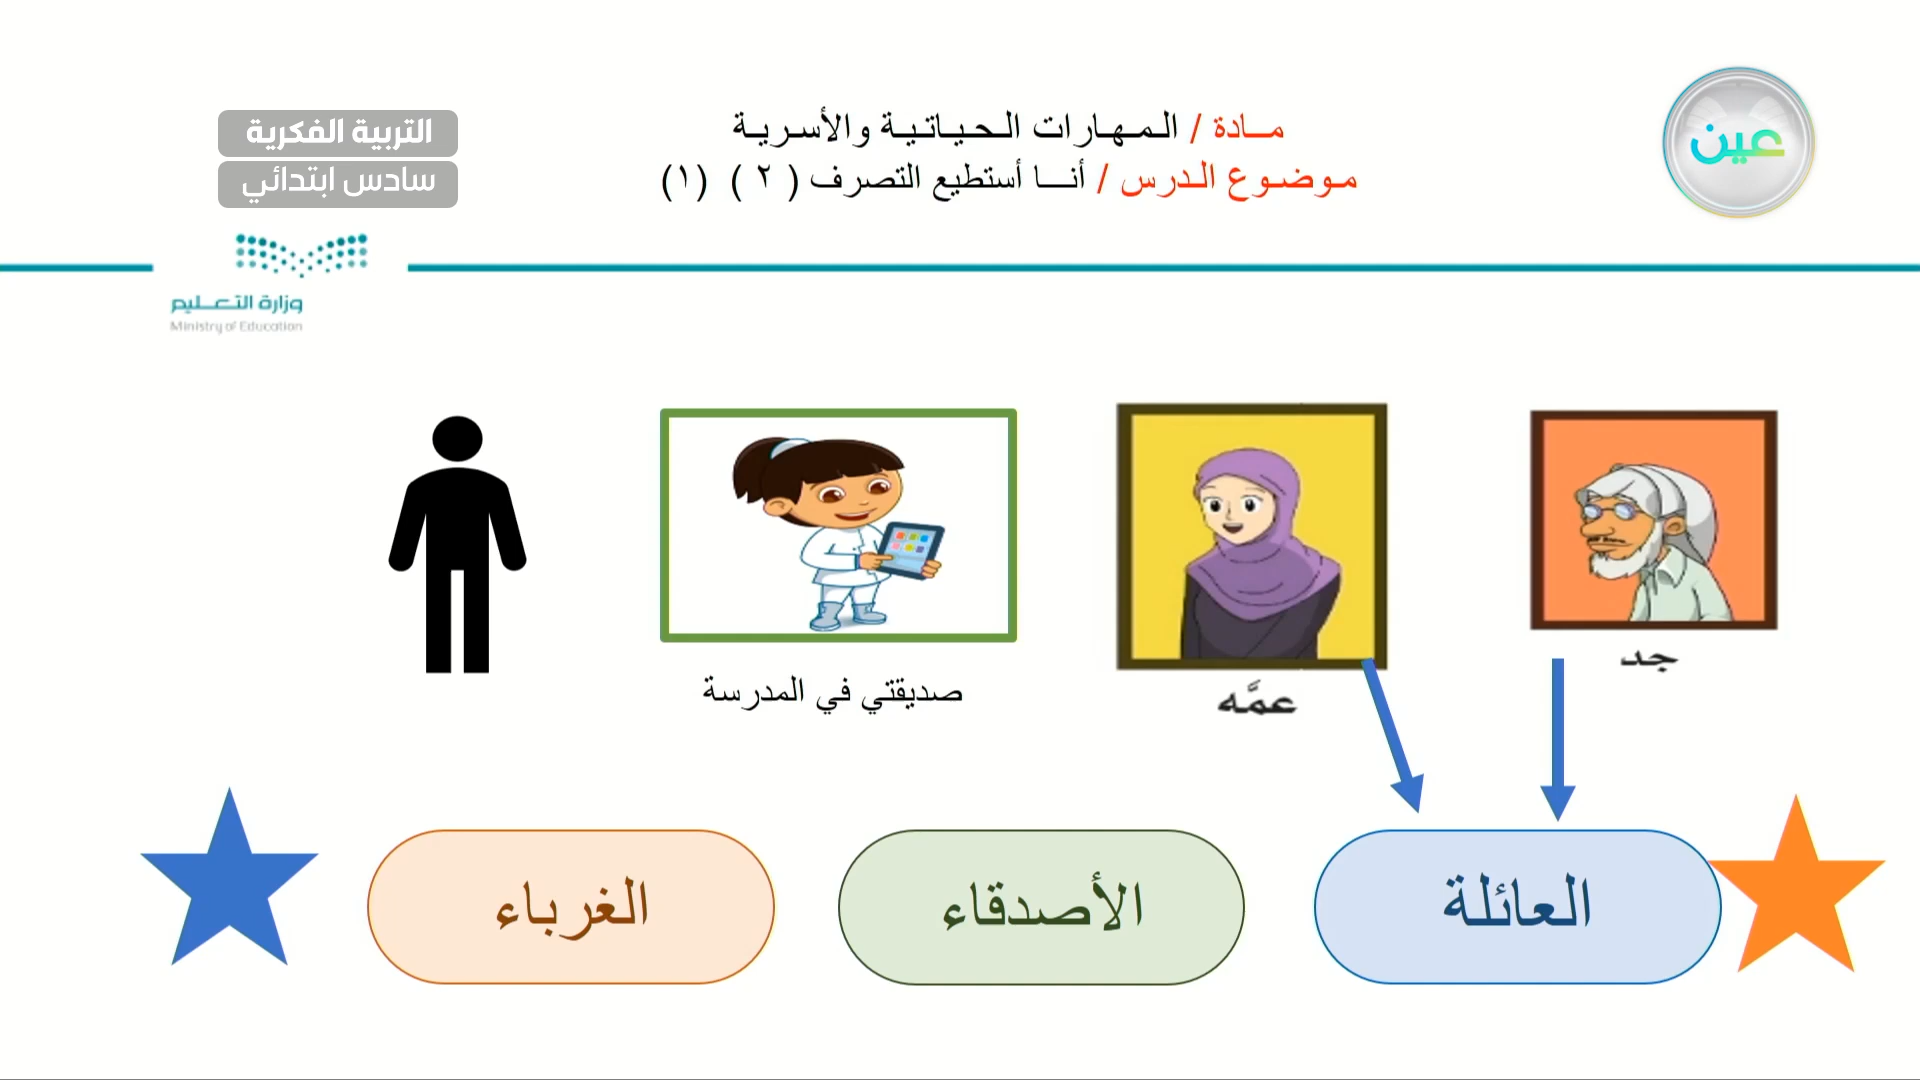 عين
مادة / المهارات الحياتية والأسرية
موضوع الدرس / أنا أستطيع التصرف ( ٢ ) (١)
التربية الفكرية
سادس ابتدائي
وزارة التعليم
Ministry of Education
جد
عمَّه
صديقتي في المدرسة
العائلة
الأصدقاء
الغرباء